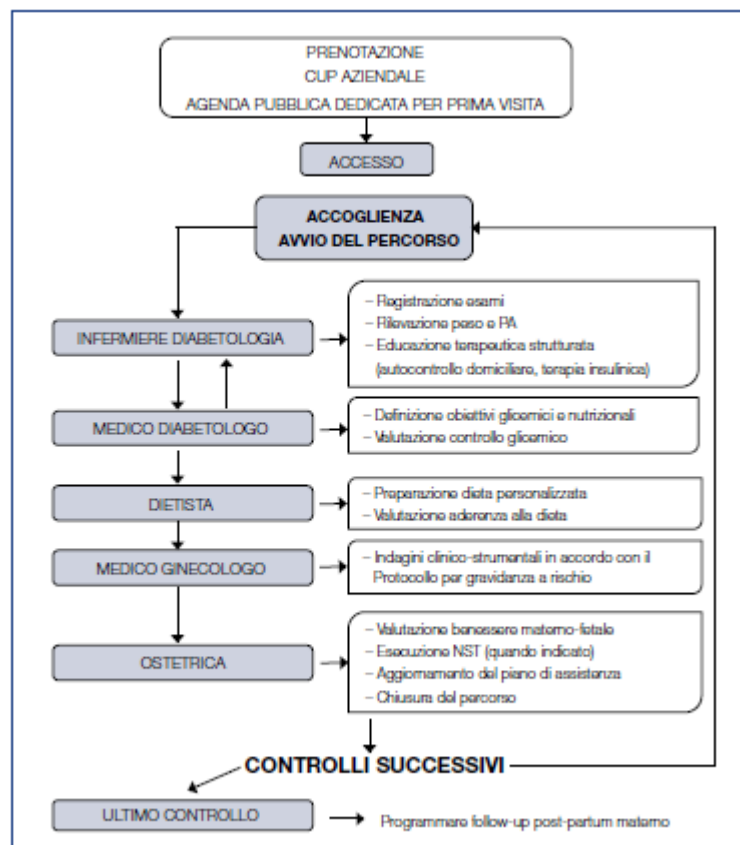 PRENOTAZIONE
CUP AZIENDALE
AGENDA PUBBLICA DEDICATA PER PRIMA VISITA
ACCESSO
ACCOGLIENZA
AVVIO DEL PERCORSO
INFERMIERE DIABETOLOGIA
– Registrazione esami
– Rilevazione peso e PA
– Educazione terapeutica strutturata
(autocontrollo domiciliare, terapia insulinica)
MEDICO DIABETOLOGO
– Definizione obiettivi glicemici e nutrizionali
– Valutazione controllo glicemico
DIETISTA
– Preparazione dieta personalizzata
– Valutazione aderenza alla dieta
MEDICO GINECOLOGO
– Indagini clinico-strumentali in accordo con il
Protocollo per gravidanza a rischio
OSTETRICA
– Valutazione benessere materno-fetale
– Esecuzione NST (quando indicato)
– Aggiornamento del piano di assistenza
– Chiusura del percorso
CONTROLLI SUCCESSIVI
ULTIMO CONTROLLO
Programmare follow-up post-partum materno